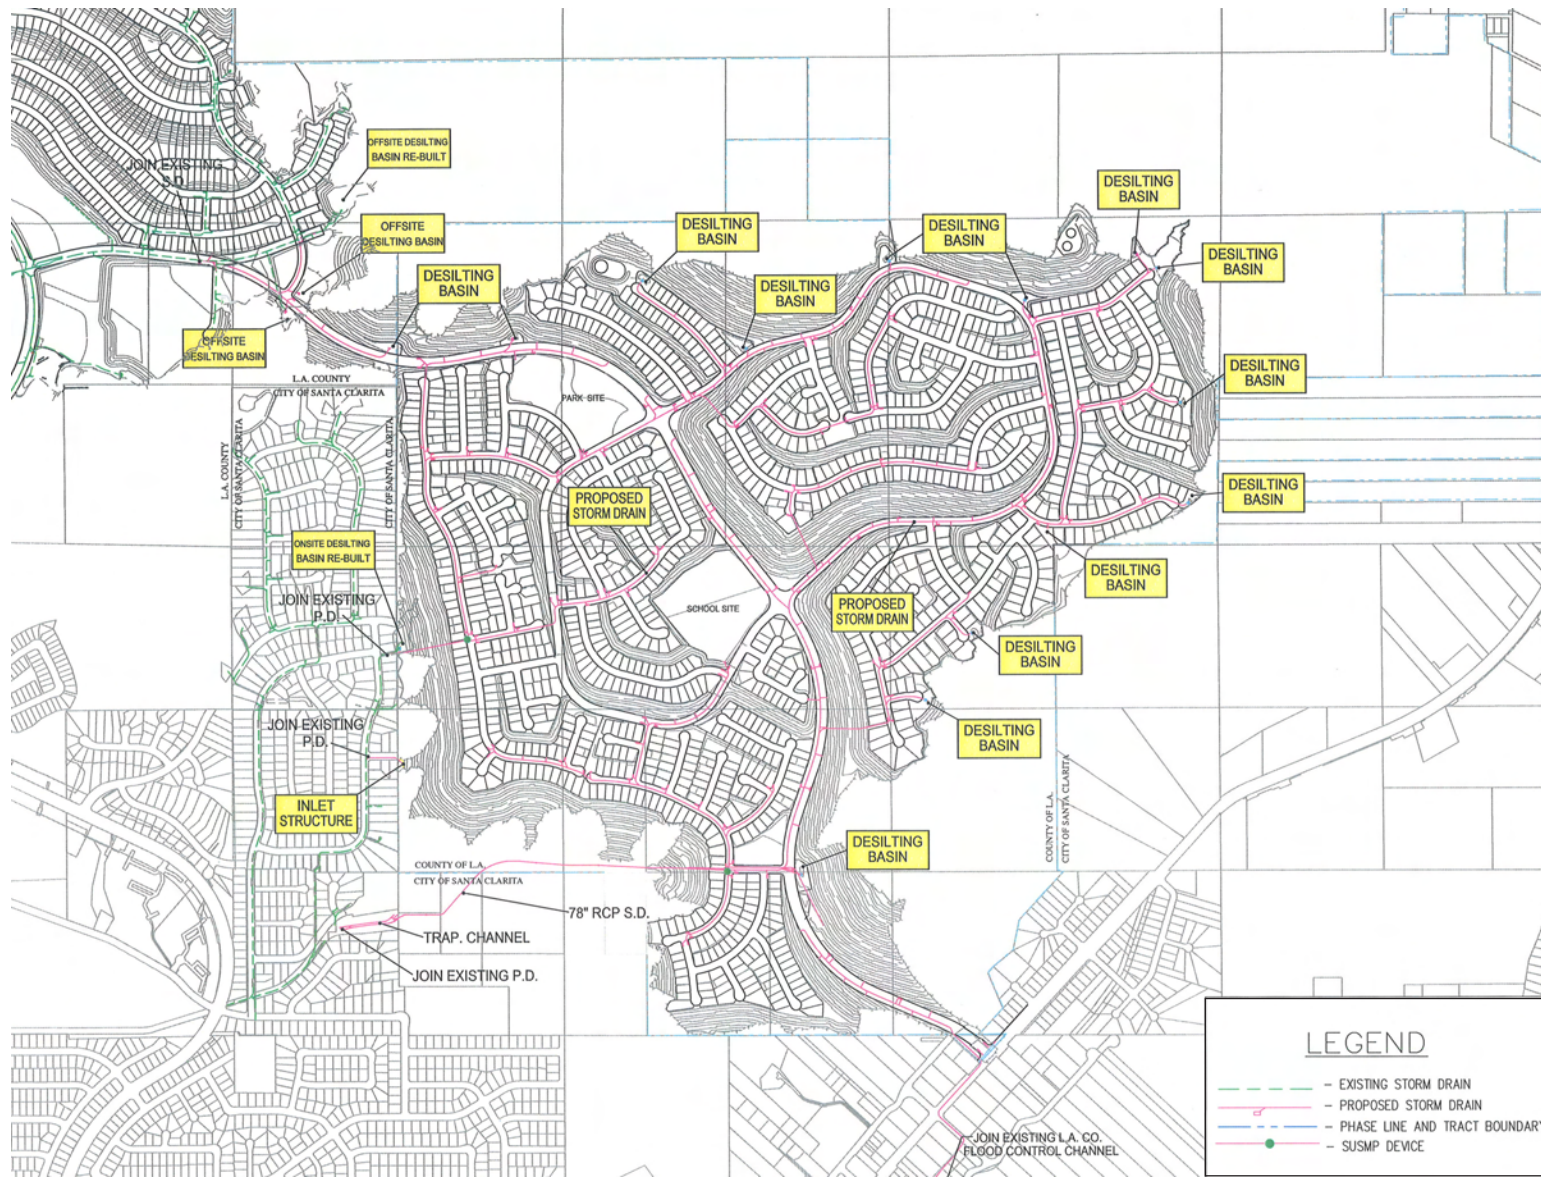 OFFSITE DESILTING
BASIN RE-BUILT
JOIN EXISTING
S.D.
DESILTING
BASIN
OFFSITE
DESILTING BASIN
DESILTING
BASIN
DESILTING
BASIN
DESILTING
BASIN
DESILTING
BASIN
DESILTING
BASIN
OFFSITE
DESILTING BASIN
L.A. COUNTY
CITY OF SANTA CLARITA
PARK SITE
DESILTING
BASIN
L.A. COUNTY
CITY OF SANTA CLARITA
CITY OF SANTA CLARITA
PROPOSED
STORM DRAIN
DESILTING
BASIN
ONSITE DESILTING
BASIN RE-BUILT
DESILTING
BASIN
JOIN EXISTING
P.D.
SCHOOL SITE
PROPOSED
STORM DRAIN
DESILTING
BASIN
JOIN EXISTING
P.D.
DESILTING
BASIN
INLET
STRUCTURE
COUNTY OF L.A.
CITY OF SANTA CLARITA
DESILTING
BASIN
COUNTY OF L.A.
CITY OF SANTA CLARITA
78" RCP S.D.
TRAP. CHANNEL
JOIN EXISTING P.D.
JOIN EXISTING L.A. CO.
FLOOD CONTROL CHANNEL
LEGEND
- EXISTING STORM DRAIN
- PROPOSED STORM DRAIN
- PHASE LINE AND TRACT BOUNDARY
- SUSMP DEVICE